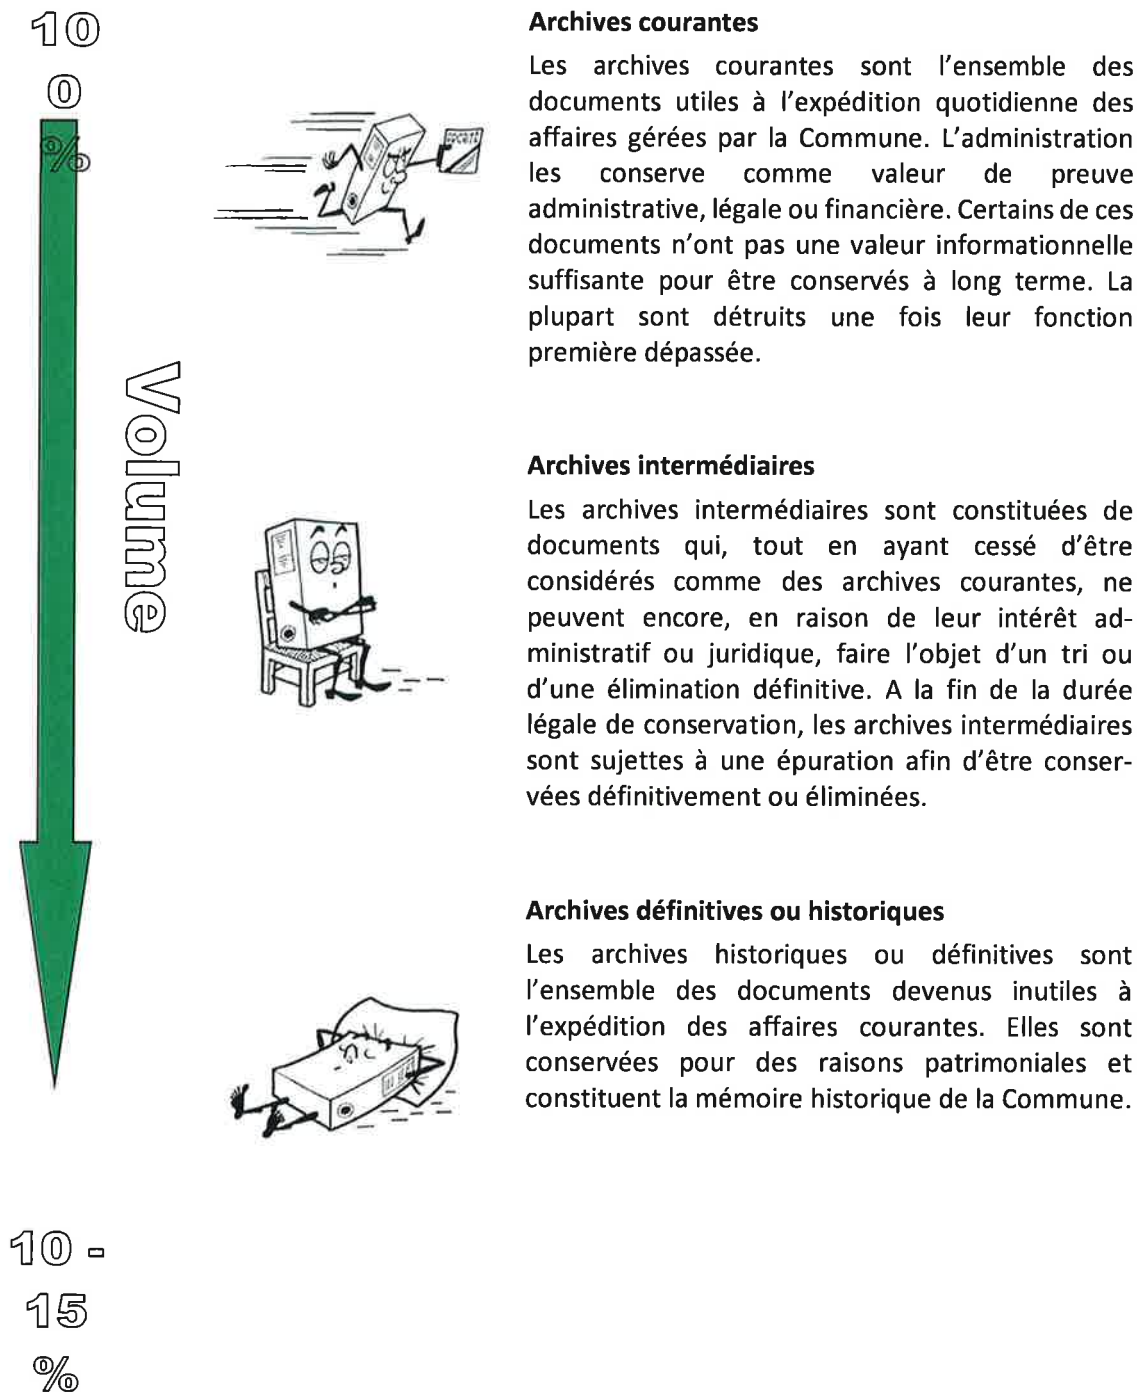 10
0
%
Volume
10 -
15
%
Archives courantes
Les archives courantes sont l'ensemble des
documents utiles à l'expédition quotidienne des
affaires gérées par la Commune. L'administration
les conserve comme valeur de preuve
administrative, légale ou financière. Certains de ces
documents n'ont pas une valeur informationnelle
suffisante pour être conservés à long terme. La
plupart sont détruits une fois leur fonction
première dépassée.
Archives intermédiaires
Les archives intermédiaires sont constituées de
documents qui, tout en ayant cessé d'être
considérés comme des archives courantes, ne
peuvent encore, en raison de leur intérêt ad-
ministratif ou juridique, faire l'objet d'un tri ou
d'une élimination définitive. A la fin de la durée
légale de conservation, les archives intermédiaires
sont sujettes à une épuration afin d'être conser-
vées définitivement ou éliminées.
Archives définitives ou historiques
Les archives historiques ou définitives sont
l'ensemble des documents devenus inutiles à
l'expédition des affaires courantes. Elles sont
conservées pour des raisons patrimoniales et
constituent la mémoire historique de la Commune.